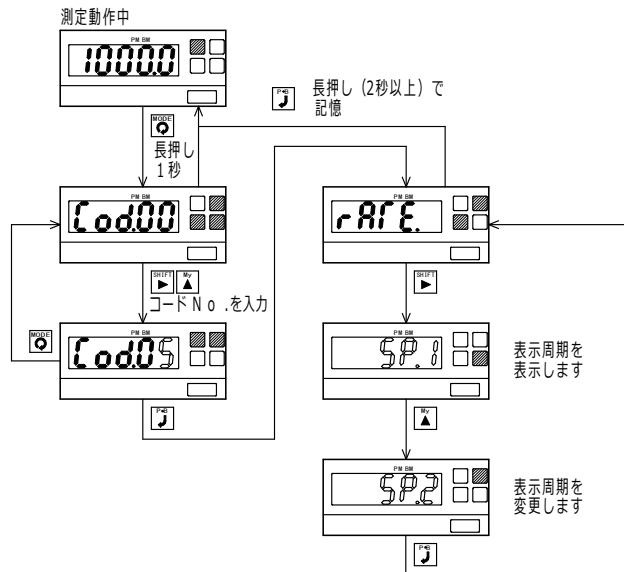 測定動作中
PM BM
1000.0
MODE
長押し
1秒
P•B
長押し (2秒以上) で
記憶
PM BM
Cod.00
SHIFT
My
コードNo.を入力
MODE
PM BM
Cod.05
P•B
PM BM
rATE.
SHIFT
PM BM
SP.1
表示周期を
表示します
My
PM BM
SP.2
表示周期を
変更します
P•B